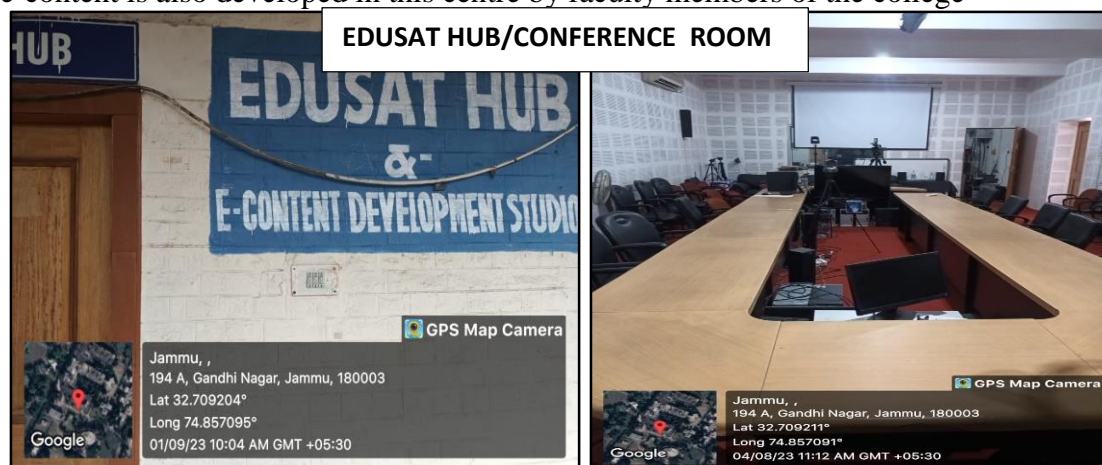 e-content is also developed in this centre by faculty members of the college
EDUSAT HUB/CONFERENCE ROOM
HUB
EDUSAT HUB
&
E-CONTENT DEVELOPMENT STUDIO
GPS Map Camera
Jammu, ,
194 A, Gandhi Nagar, Jammu, 180003
Lat 32.709204°
Long 74.857095°
01/09/23 10:04 AM GMT +05:30
Google
GPS Map Camera
Jammu, ,
194 A, Gandhi Nagar, Jammu, 180003
Lat 32.709211°
Long 74.857091°
04/08/23 11:12 AM GMT +05:30
Google